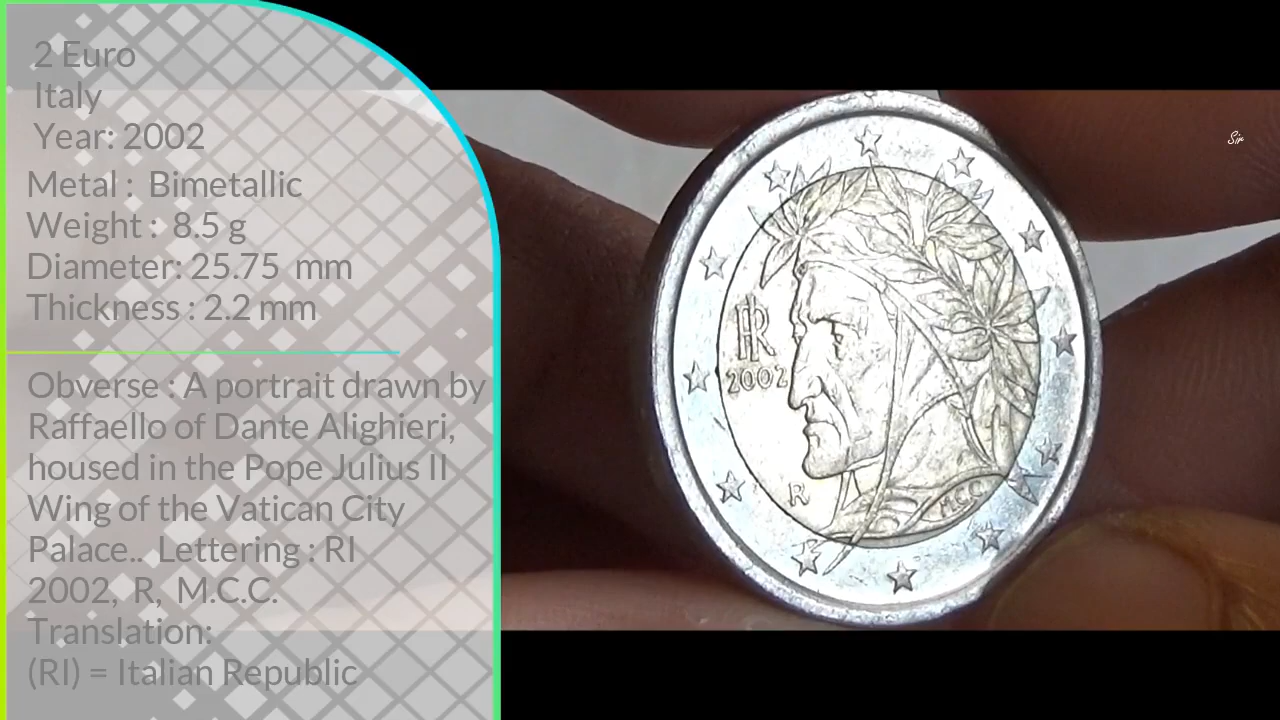 2 Euro
Italy
Year: 2002
Metal : Bimetallic
Weight : 8.5 g
Diameter: 25.75 mm
Thickness : 2.2 mm
Obverse : A portrait drawn by
Raffaello of Dante Alighieri,
housed in the Pope Julius II
Wing of the Vatican City
Palace.. Lettering : RI
2002, R, M.C.C.
Translation:
(RI) = Italian Republic
RI
2002
R
M.C.C.
Sir